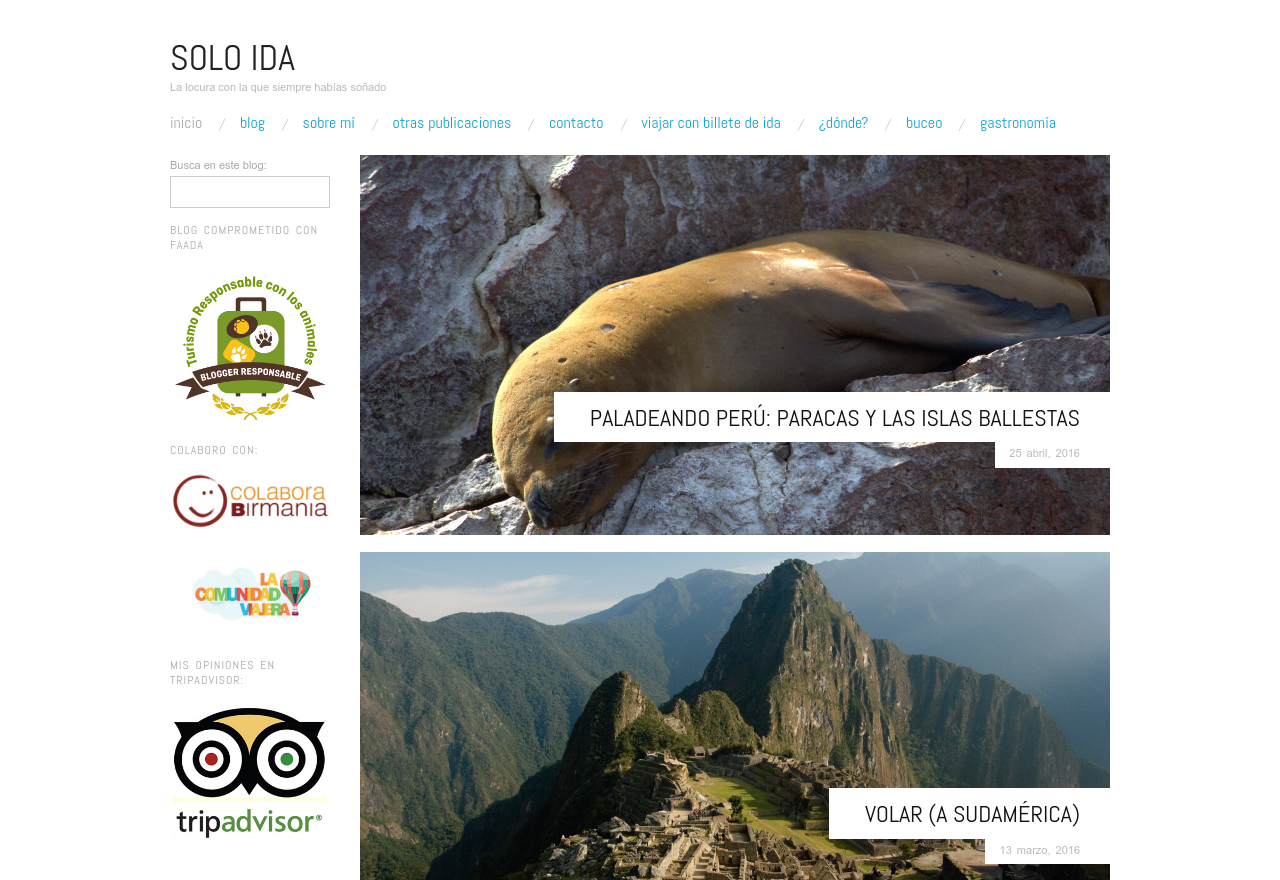 SOLO IDA
La locura con la que siempre habías soñado
inicio / blog / sobre mí / otras publicaciones / contacto / viajar con billete de ida / ¿dónde? / buceo / gastronomía
Busca en este blog:
BLOG COMPROMETIDO CON
FAADA
Turismo Responsable con los animales
BLOGGER RESPONSABLE
COLABORO CON:
COLABORA
BIRMANIA
LA
COMUNIDAD
VIAJERA
MIS OPINIONES EN
TRIPADVISOR:
tripadvisor®
PALADEANDO PERÚ: PARACAS Y LAS ISLAS BALLESTAS
25 abril, 2016
VOLAR (A SUDAMÉRICA)
13 marzo, 2016